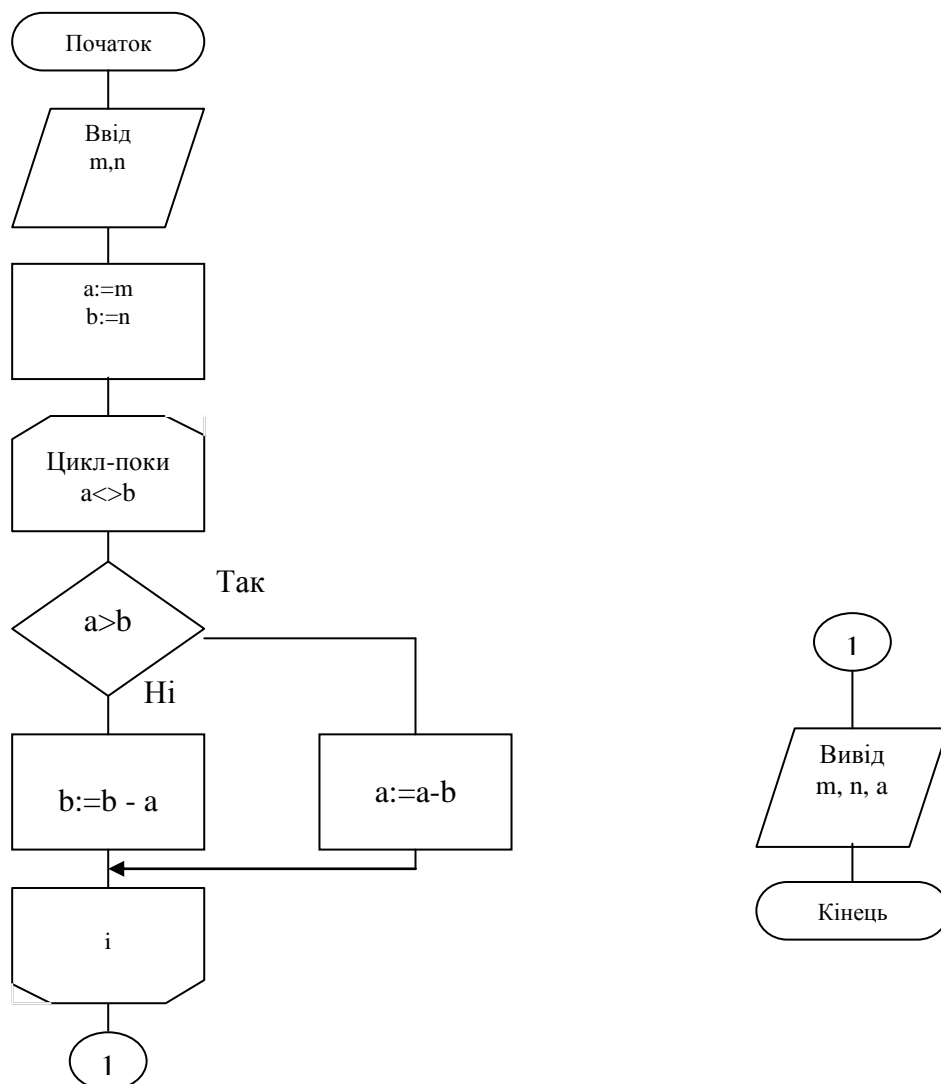 Початок
Ввід
m,n
a:=m
b:=n
Цикл-поки
a<>b
Так
a>b
Ні
b:=b - a
a:=a-b
i
1
1
Вивід
m, n, a
Кінець